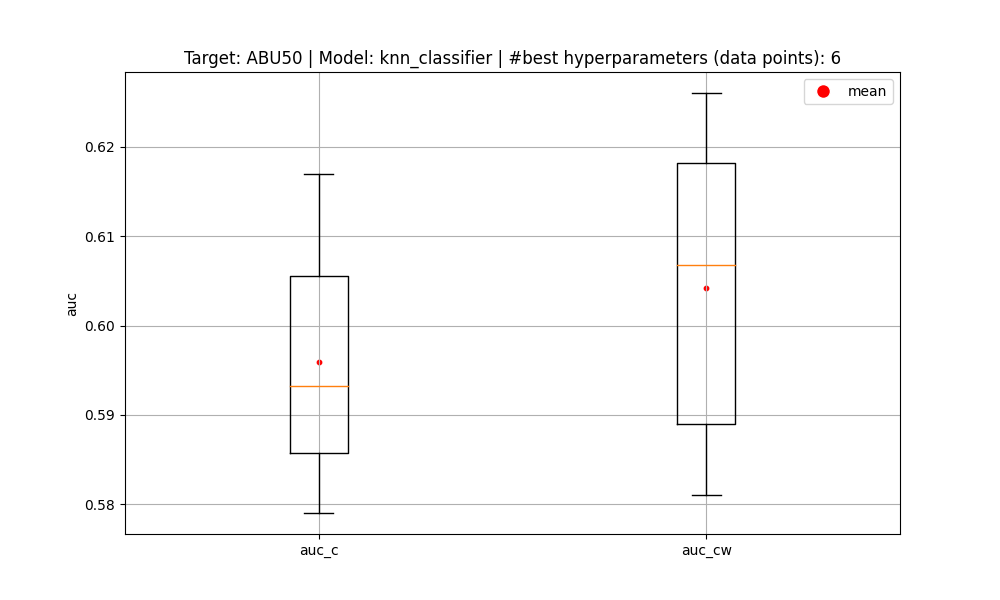 Target: ABU50 | Model: knn_classifier | #best hyperparameters (data points): 6
mean
0.62
0.61
0.60
0.59
0.58
auc
auc_c
auc_cw